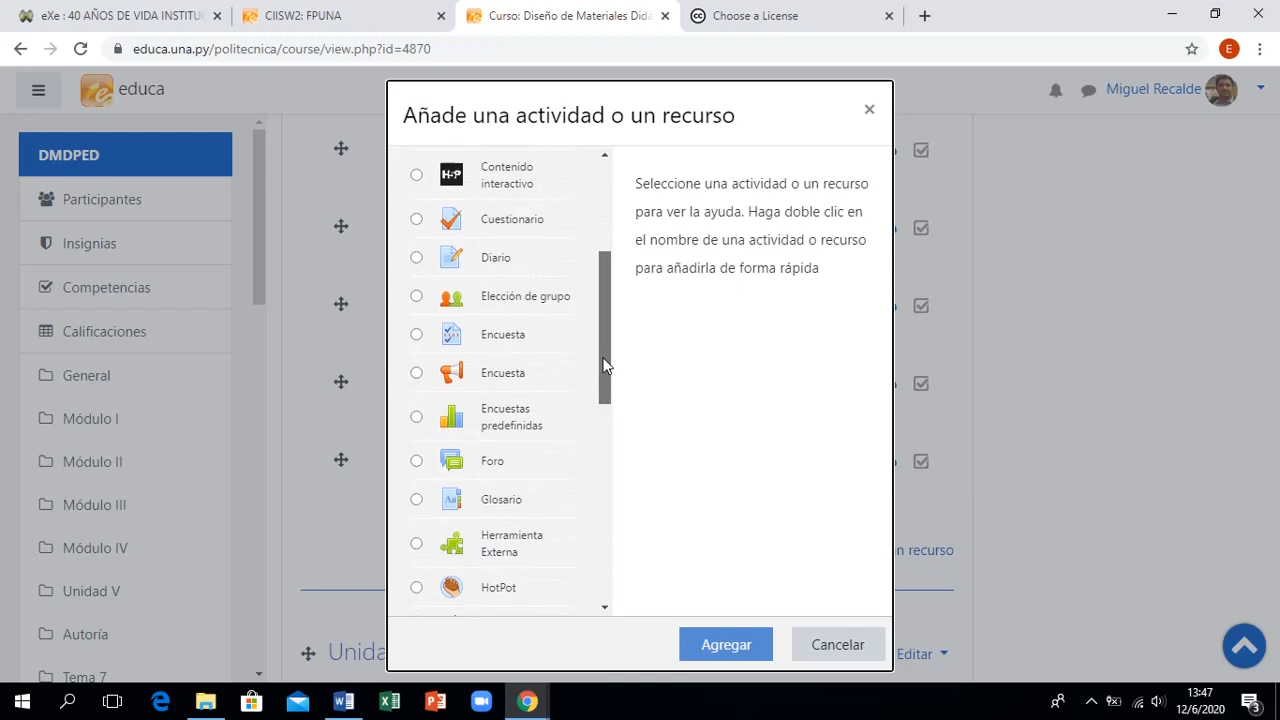 eXe : 40 AÑOS DE VIDA INSTITU
CIISW2: FPUNA
Curso: Diseño de Materiales Dida
Choose a License
educa.una.py/politecnica/course/view.php?id=4870
E
educa
Miguel Recalde
Añade una actividad o un recurso
DMDPED
Participantes
Insignias
Competencias
Calificaciones
General
Módulo I
Módulo II
Módulo III
Módulo IV
Unidad V
Autoría
Tema 7
H-P
Contenido
interactivo
Cuestionario
Diario
Elección de grupo
Encuesta
Encuesta
Encuestas
predefinidas
Foro
Aa
Glosario
Herramienta
Externa
HotPot
Seleccione una actividad o un recurso
para ver la ayuda. Haga doble clic en
el nombre de una actividad o recurso
para añadirla de forma rápida
n recurso
Unida
Editar
Agregar
Cancelar
13:47
12/6/2020
3